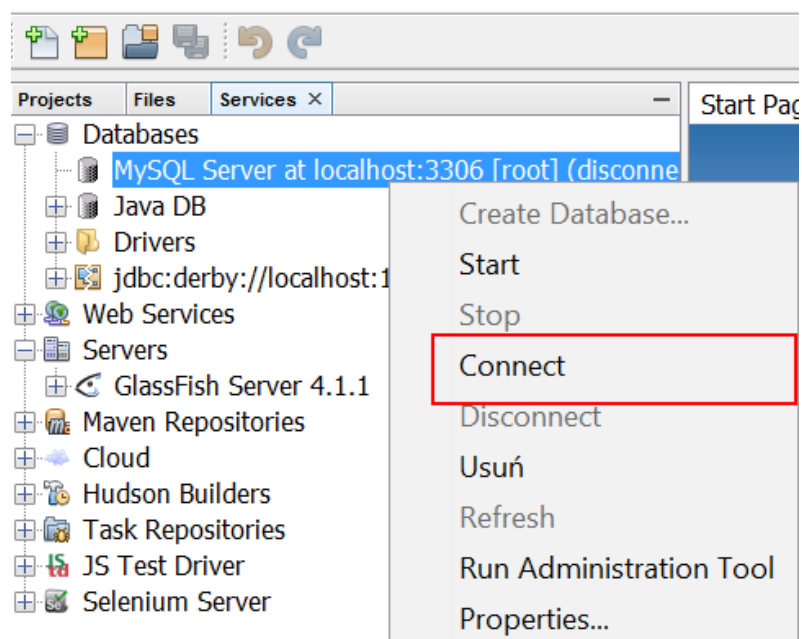 Projects Files Services ×
Start Pag
Databases
MySQL Server at localhost:3306 [root] (disconne
Java DB
Drivers
jdbc:derby://localhost:1
Web Services
Servers
GlassFish Server 4.1.1
Maven Repositories
Cloud
Hudson Builders
Task Repositories
JS Test Driver
Selenium Server
Create Database...
Start
Stop
Connect
Disconnect
Usuń
Refresh
Run Administration Tool
Properties...